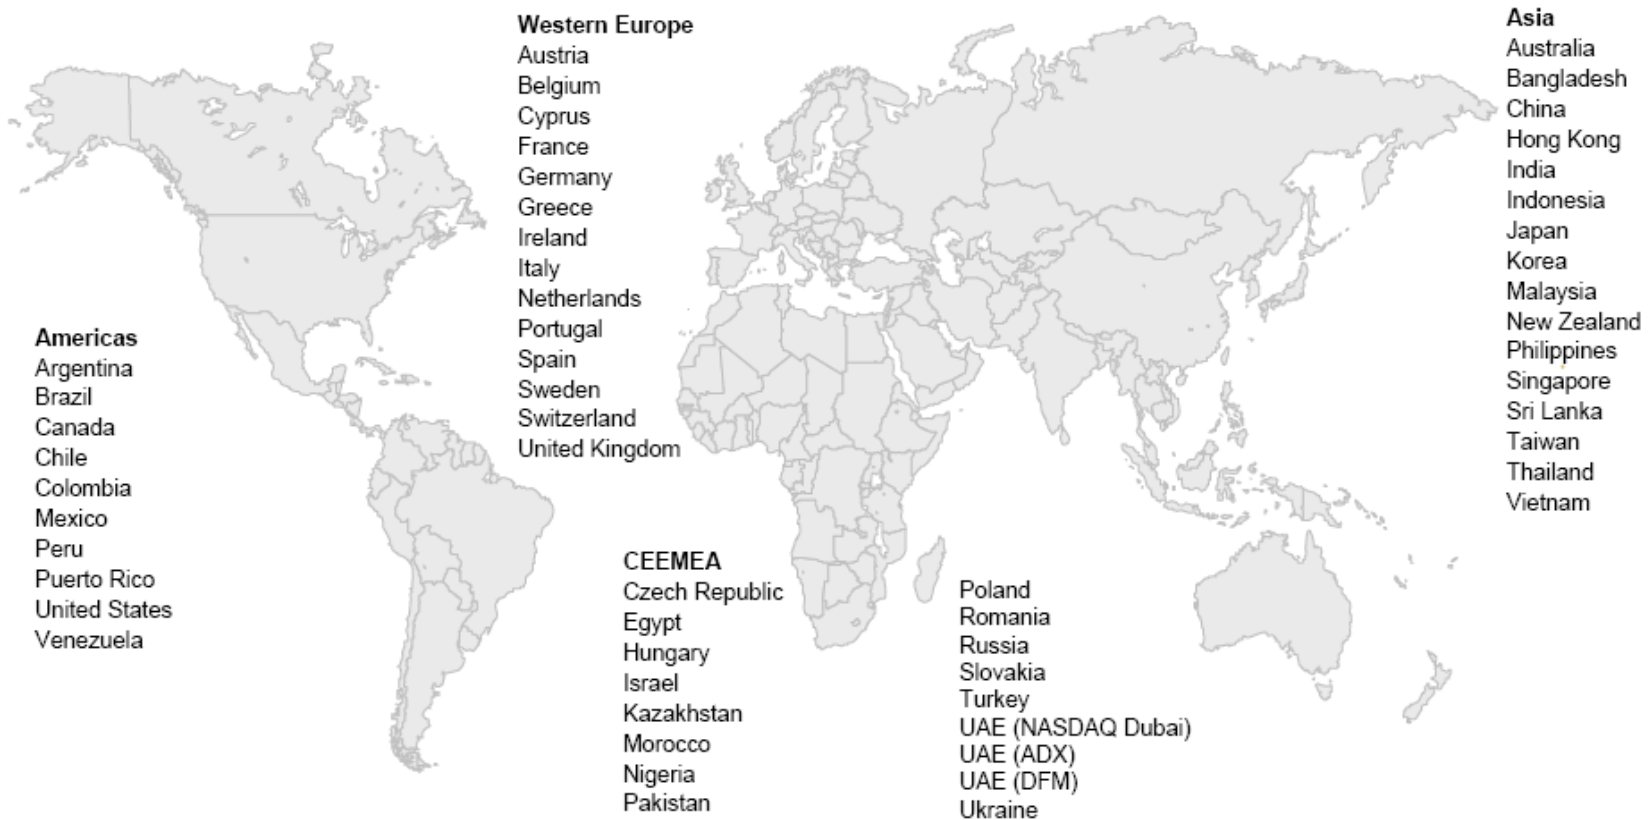 Western Europe
Austria
Belgium
Cyprus
France
Germany
Greece
Ireland
Italy
Netherlands
Portugal
Spain
Sweden
Switzerland
United Kingdom
Asia
Australia
Bangladesh
China
Hong Kong
India
Indonesia
Japan
Korea
Malaysia
New Zealand
Philippines
Singapore
Sri Lanka
Taiwan
Thailand
Vietnam
Americas
Argentina
Brazil
Canada
Chile
Colombia
Mexico
Peru
Puerto Rico
United States
Venezuela
CEEMEA
Czech Republic
Egypt
Hungary
Israel
Kazakhstan
Morocco
Nigeria
Pakistan
Poland
Romania
Russia
Slovakia
Turkey
UAE (NASDAQ Dubai)
UAE (ADX)
UAE (DFM)
Ukraine